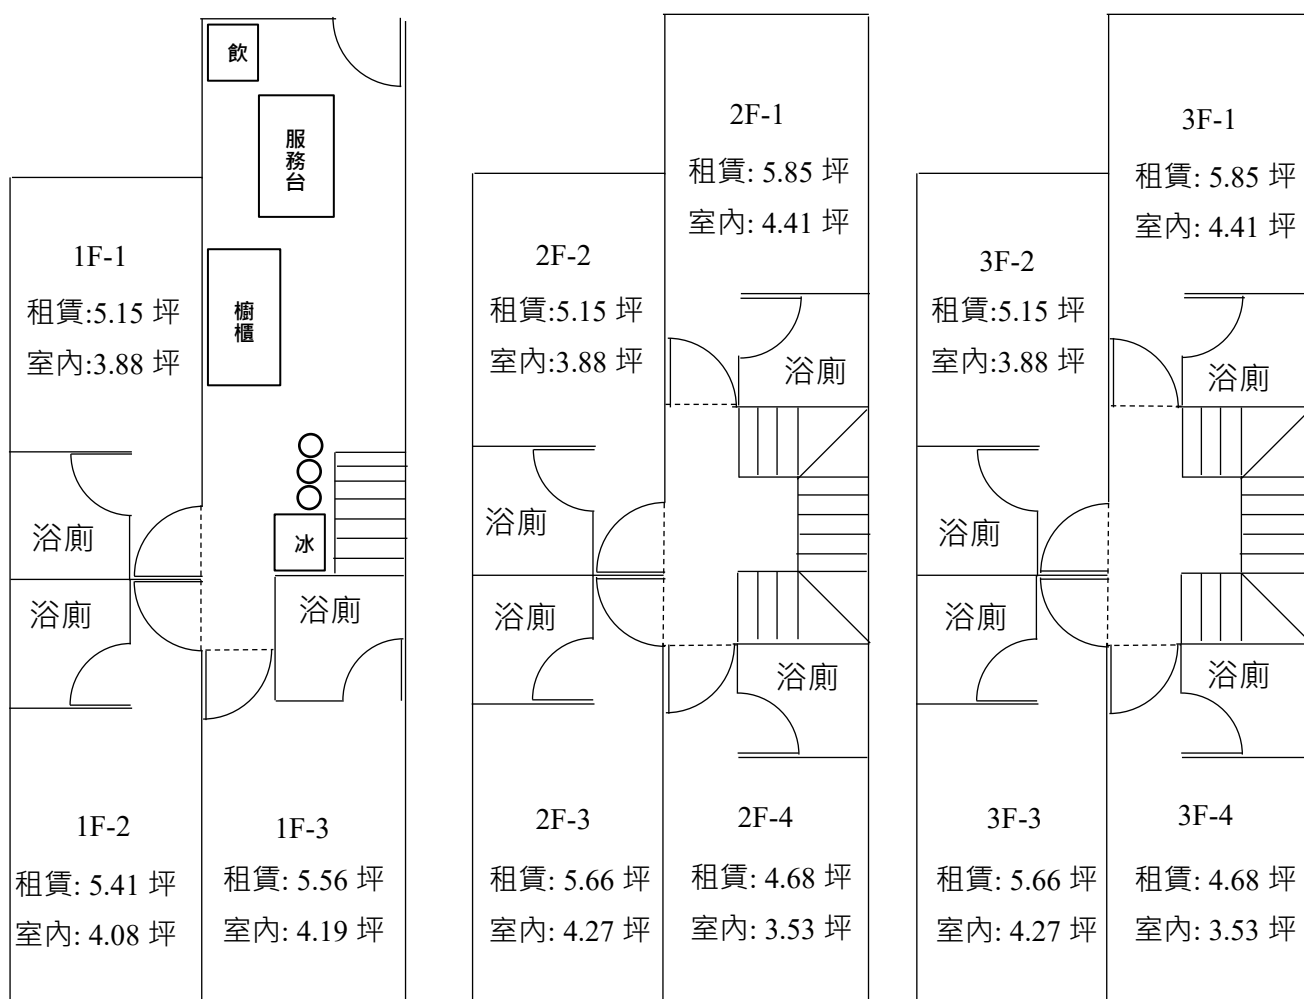 飲
服務台
櫥櫃
冰
1F-1
租賃:5.15 坪
室內:3.88 坪
浴廁
浴廁
浴廁
1F-2
租賃: 5.41 坪
室內: 4.08 坪
1F-3
租賃: 5.56 坪
室內: 4.19 坪
2F-1
租賃: 5.85 坪
室內: 4.41 坪
2F-2
租賃:5.15 坪
室內:3.88 坪
浴廁
浴廁
浴廁
浴廁
2F-3
租賃: 5.66 坪
室內: 4.27 坪
2F-4
租賃: 4.68 坪
室內: 3.53 坪
3F-1
租賃: 5.85 坪
室內: 4.41 坪
3F-2
租賃:5.15 坪
室內:3.88 坪
浴廁
浴廁
浴廁
浴廁
3F-3
租賃: 5.66 坪
室內: 4.27 坪
3F-4
租賃: 4.68 坪
室內: 3.53 坪